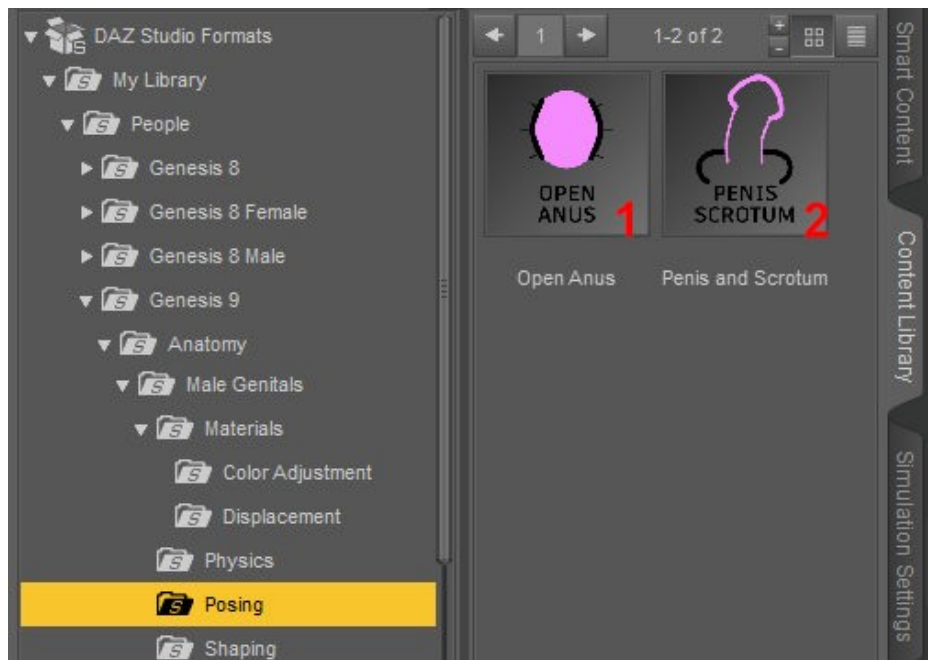 DAZ Studio Formats
My Library
People
Genesis 8
Genesis 8 Female
Genesis 8 Male
Genesis 9
Anatomy
Male Genitals
Materials
Color Adjustment
Displacement
Physics
Posing
Shaping
1
1-2 of 2
OPEN
ANUS 1
Open Anus
PENIS
SCROTUM 2
Penis and Scrotum
Smart Content
Content Library
Simulation Settings